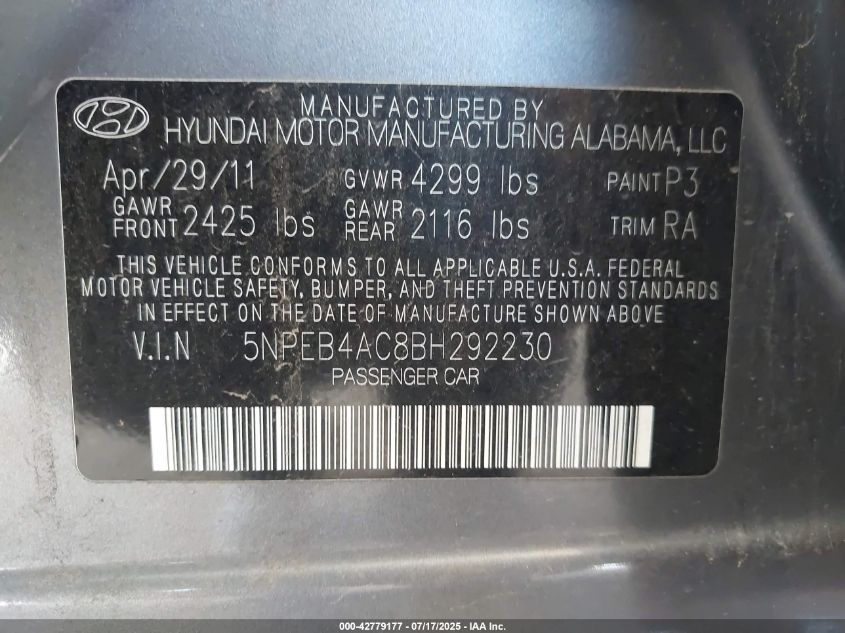 MANUFACTURED BY
HYUNDAI MOTOR MANUFACTURING ALABAMA, LLC
Apr/29/11 GVWR 4299 lbs PAINT P3
GAWR FRONT 2425 lbs GAWR REAR 2116 lbs TRIM RA
THIS VEHICLE CONFORMS TO ALL APPLICABLE U.S.A. FEDERAL
MOTOR VEHICLE SAFETY, BUMPER, AND THEFT PREVENTION STANDARDS
IN EFFECT ON THE DATE OF MANUFACTURE SHOWN ABOVE
V.I.N 5NPEB4AC8BH292230
PASSENGER CAR
000-42779177 - 07/17/2025 - IAA Inc.